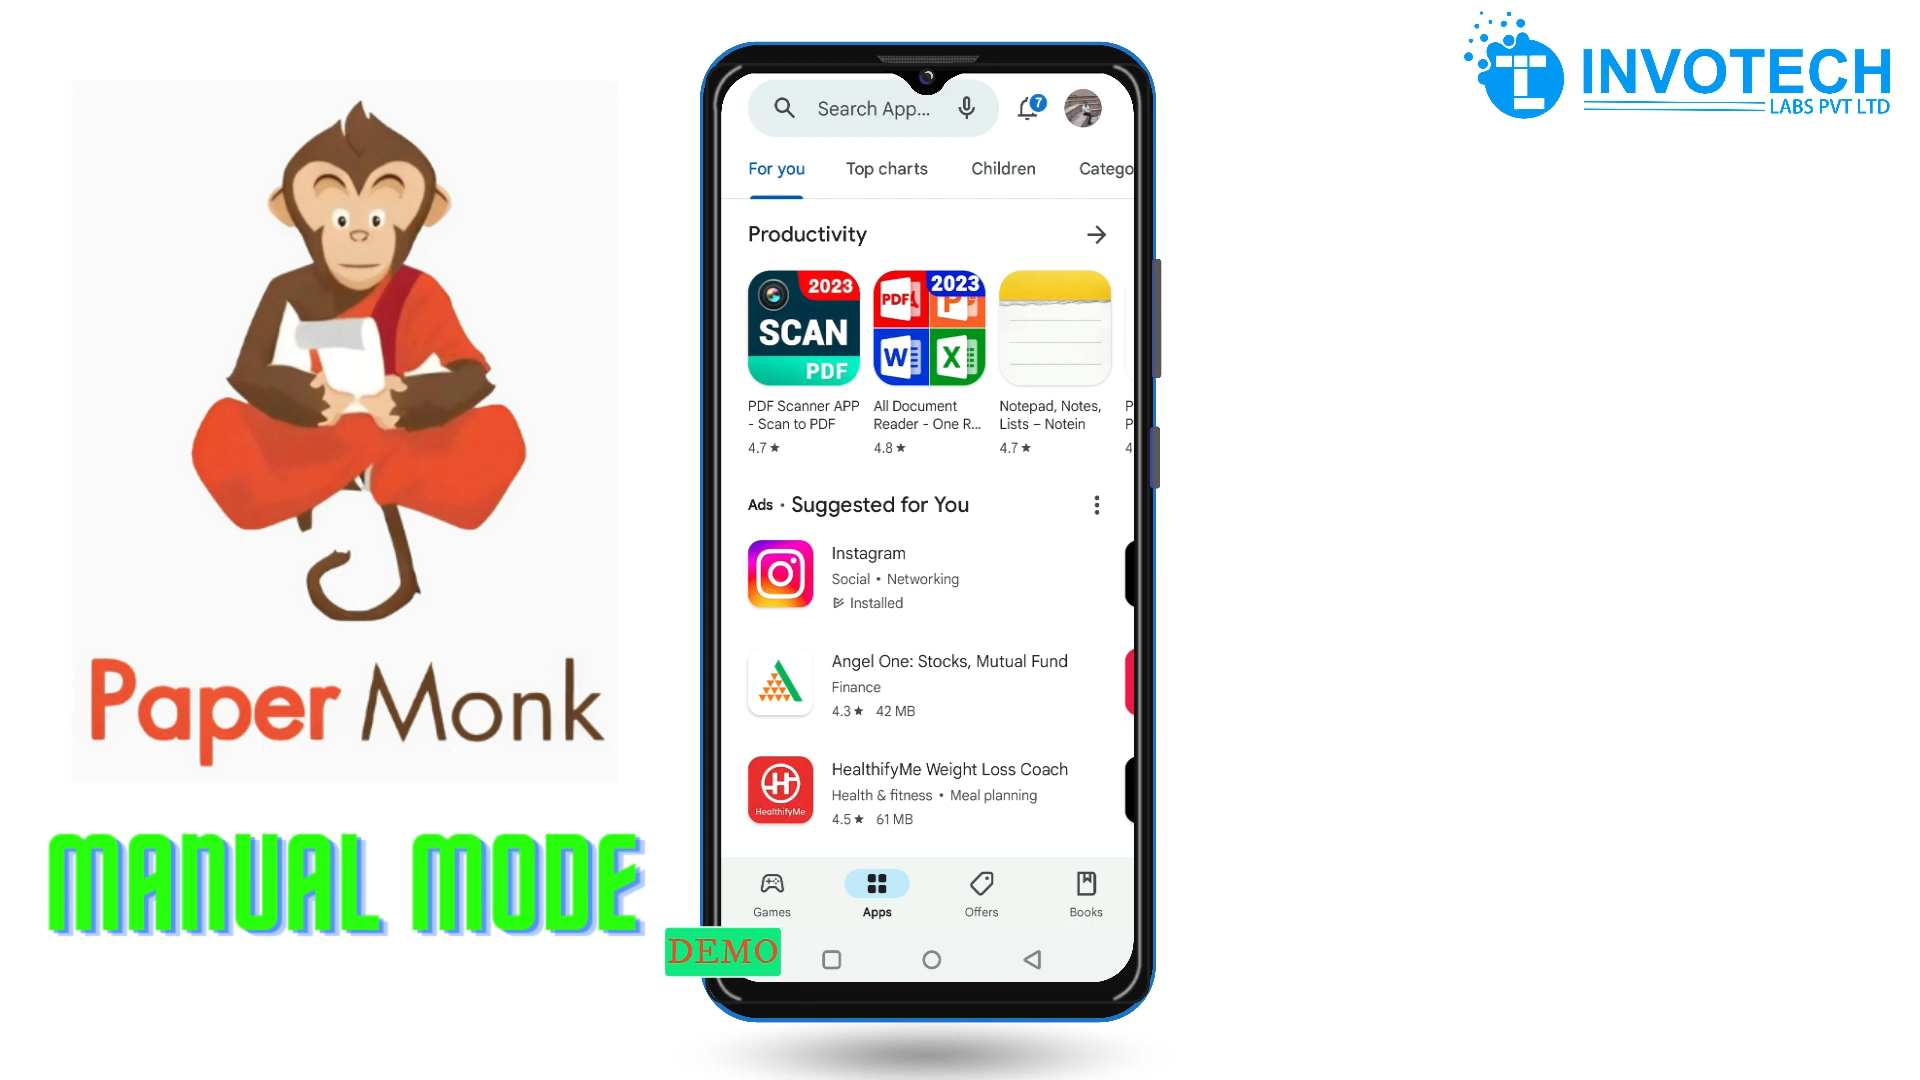 Paper Monk
MANUAL MODE
DEMO
Search App...
7
For you
Top charts
Children
Catego
Productivity
2023
SCAN
PDF
PDF
2023
P
W
X
PDF Scanner APP
- Scan to PDF
4.7 ★
All Document
Reader - One R...
4.8 ★
Notepad, Notes,
Lists – Notein
4.7 ★
P
P
4
Ads • Suggested for You
Instagram
Social • Networking
Installed
Angel One: Stocks, Mutual Fund
Finance
4.3 ★ 42 MB
HealthifyMe
HealthifyMe Weight Loss Coach
Health & fitness • Meal planning
4.5 ★ 61 MB
Games
Apps
Offers
Books
INVOTECH
LABS PVT LTD